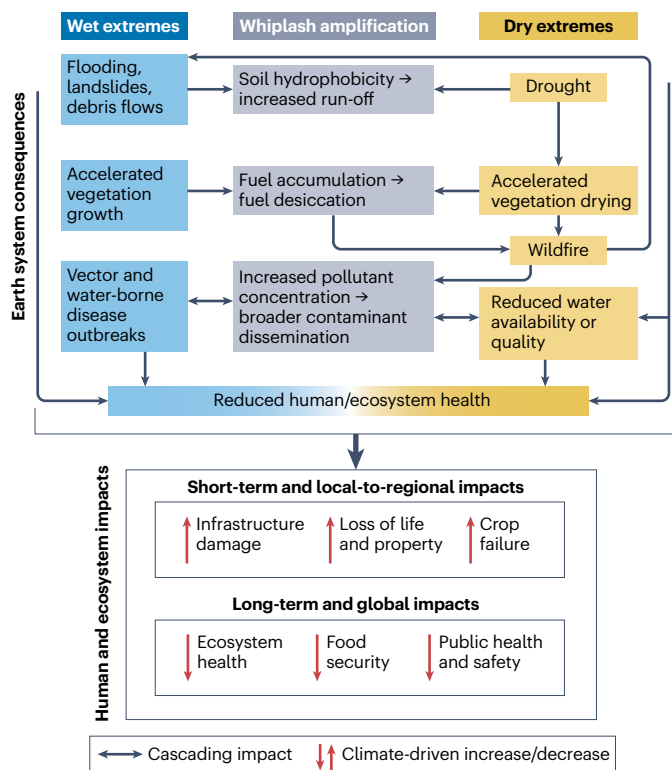 Wet extremes
Whiplash amplification
Dry extremes
Earth system consequences
Flooding,
landslides,
debris flows
Soil hydrophobicity →
increased run-off
Drought
Accelerated
vegetation
growth
Fuel accumulation →
fuel desiccation
Accelerated
vegetation drying
Wildfire
Vector and
water-borne
disease
outbreaks
Increased pollutant
concentration →
broader contaminant
dissemination
Reduced water
availability or
quality
Reduced human/ecosystem health
Human and ecosystem impacts
Short-term and local-to-regional impacts
Infrastructure
damage
Loss of life
and property
Crop
failure
Long-term and global impacts
Ecosystem
health
Food
security
Public health
and safety
Cascading impact
Climate-driven increase/decrease